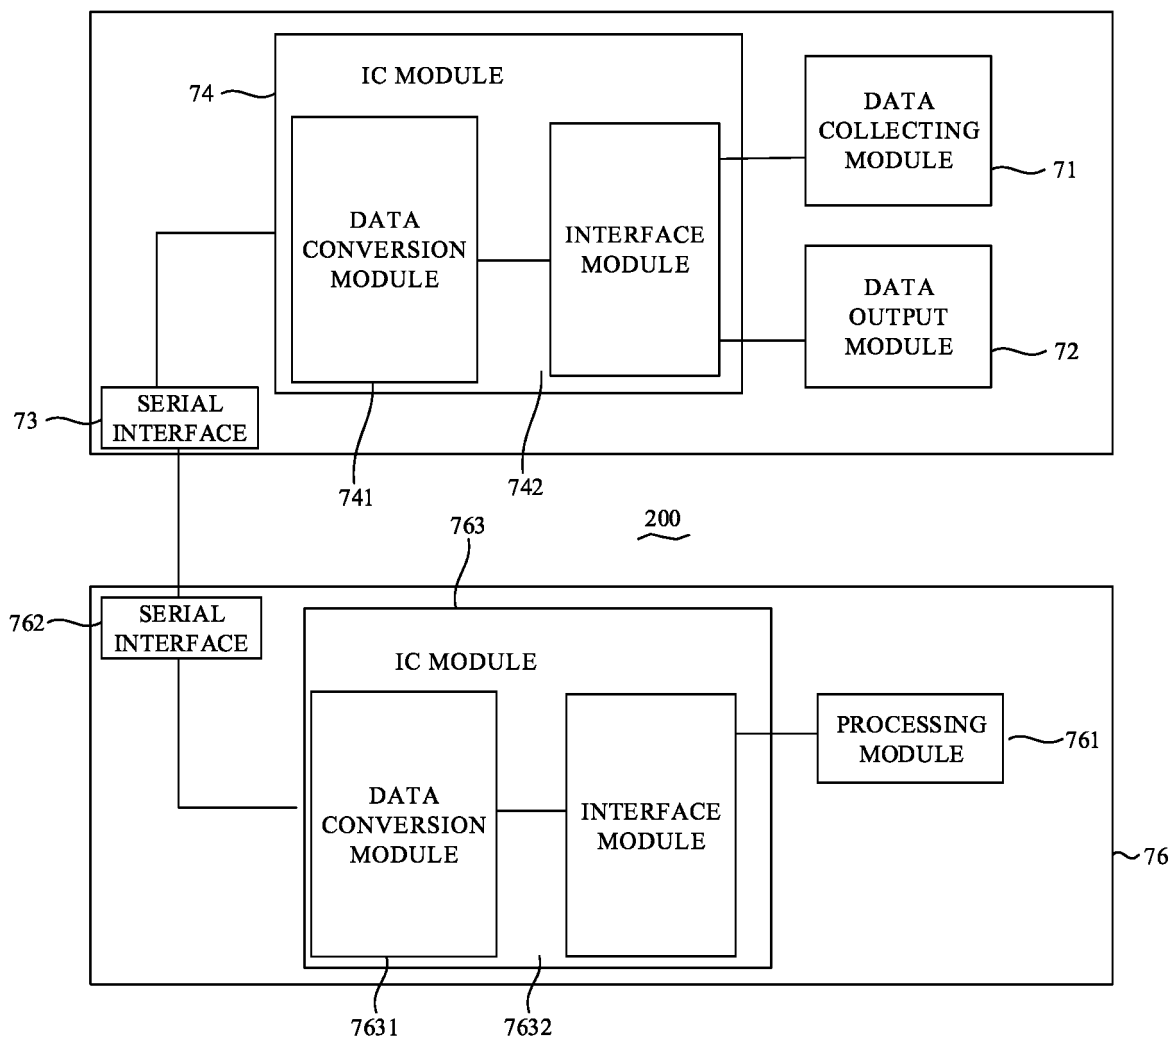 IC MODULE
74
DATA
COLLECTING
MODULE
71
DATA
CONVERSION
MODULE
INTERFACE
MODULE
DATA
OUTPUT
MODULE
72
73
SERIAL
INTERFACE
741
742
763
200
762
SERIAL
INTERFACE
IC MODULE
PROCESSING
MODULE
761
DATA
CONVERSION
MODULE
INTERFACE
MODULE
76
7631
7632